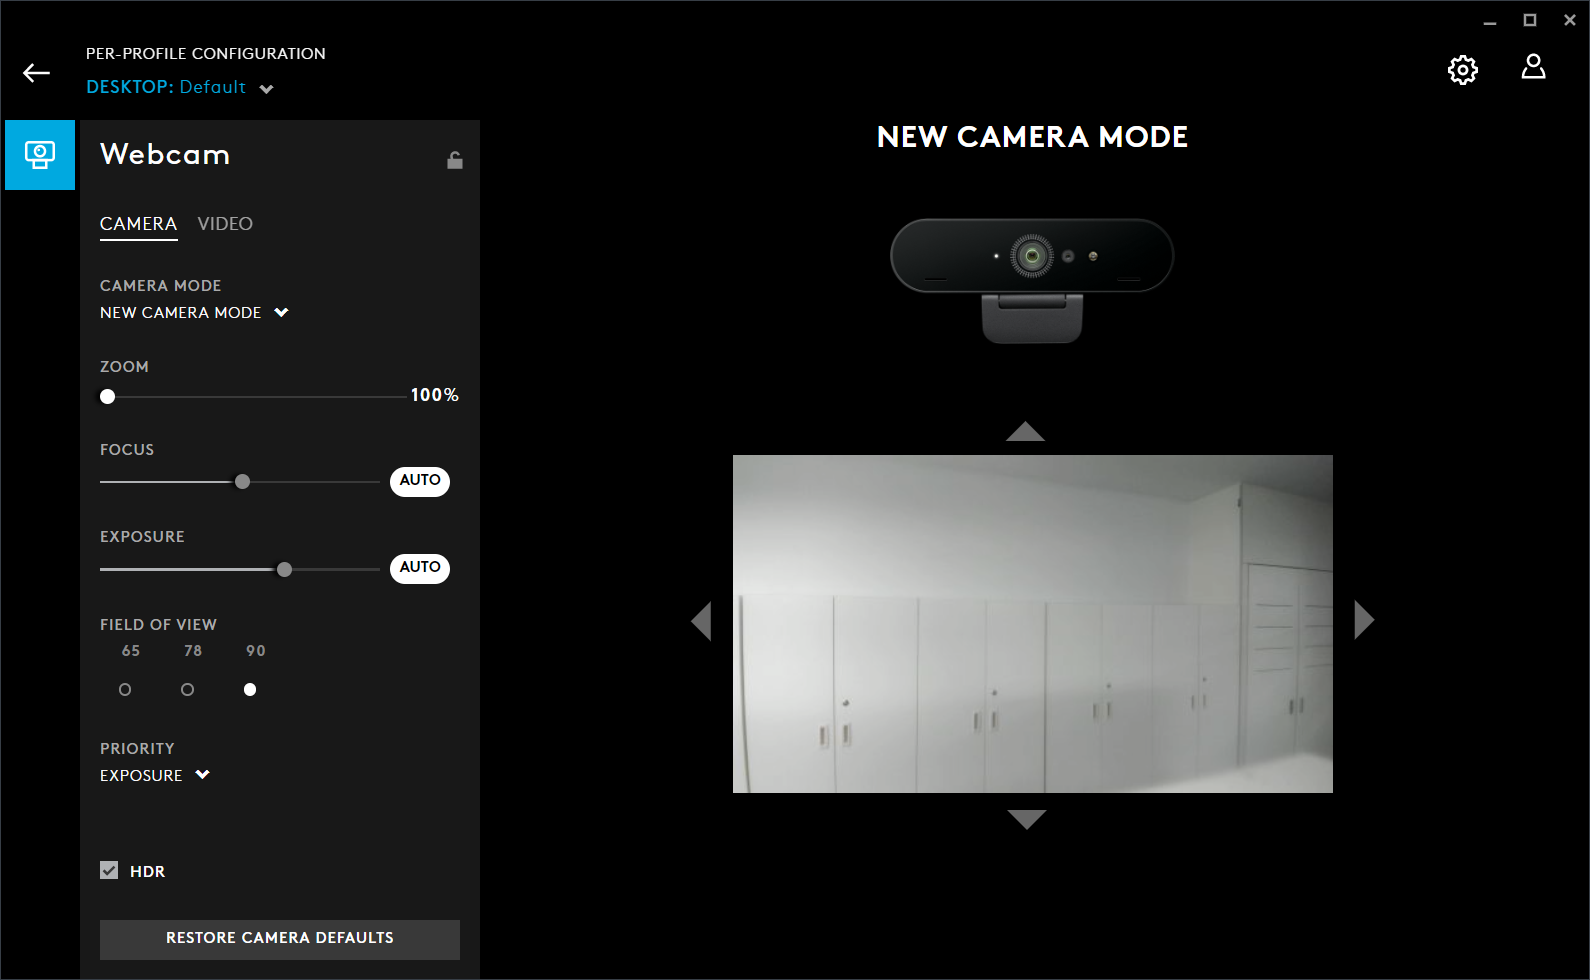 PER-PROFILE CONFIGURATION
DESKTOP: Default
Webcam
CAMERA VIDEO
CAMERA MODE
NEW CAMERA MODE
ZOOM
100%
FOCUS
AUTO
EXPOSURE
AUTO
FIELD OF VIEW
65 78 90
PRIORITY
EXPOSURE
HDR
RESTORE CAMERA DEFAULTS
NEW CAMERA MODE